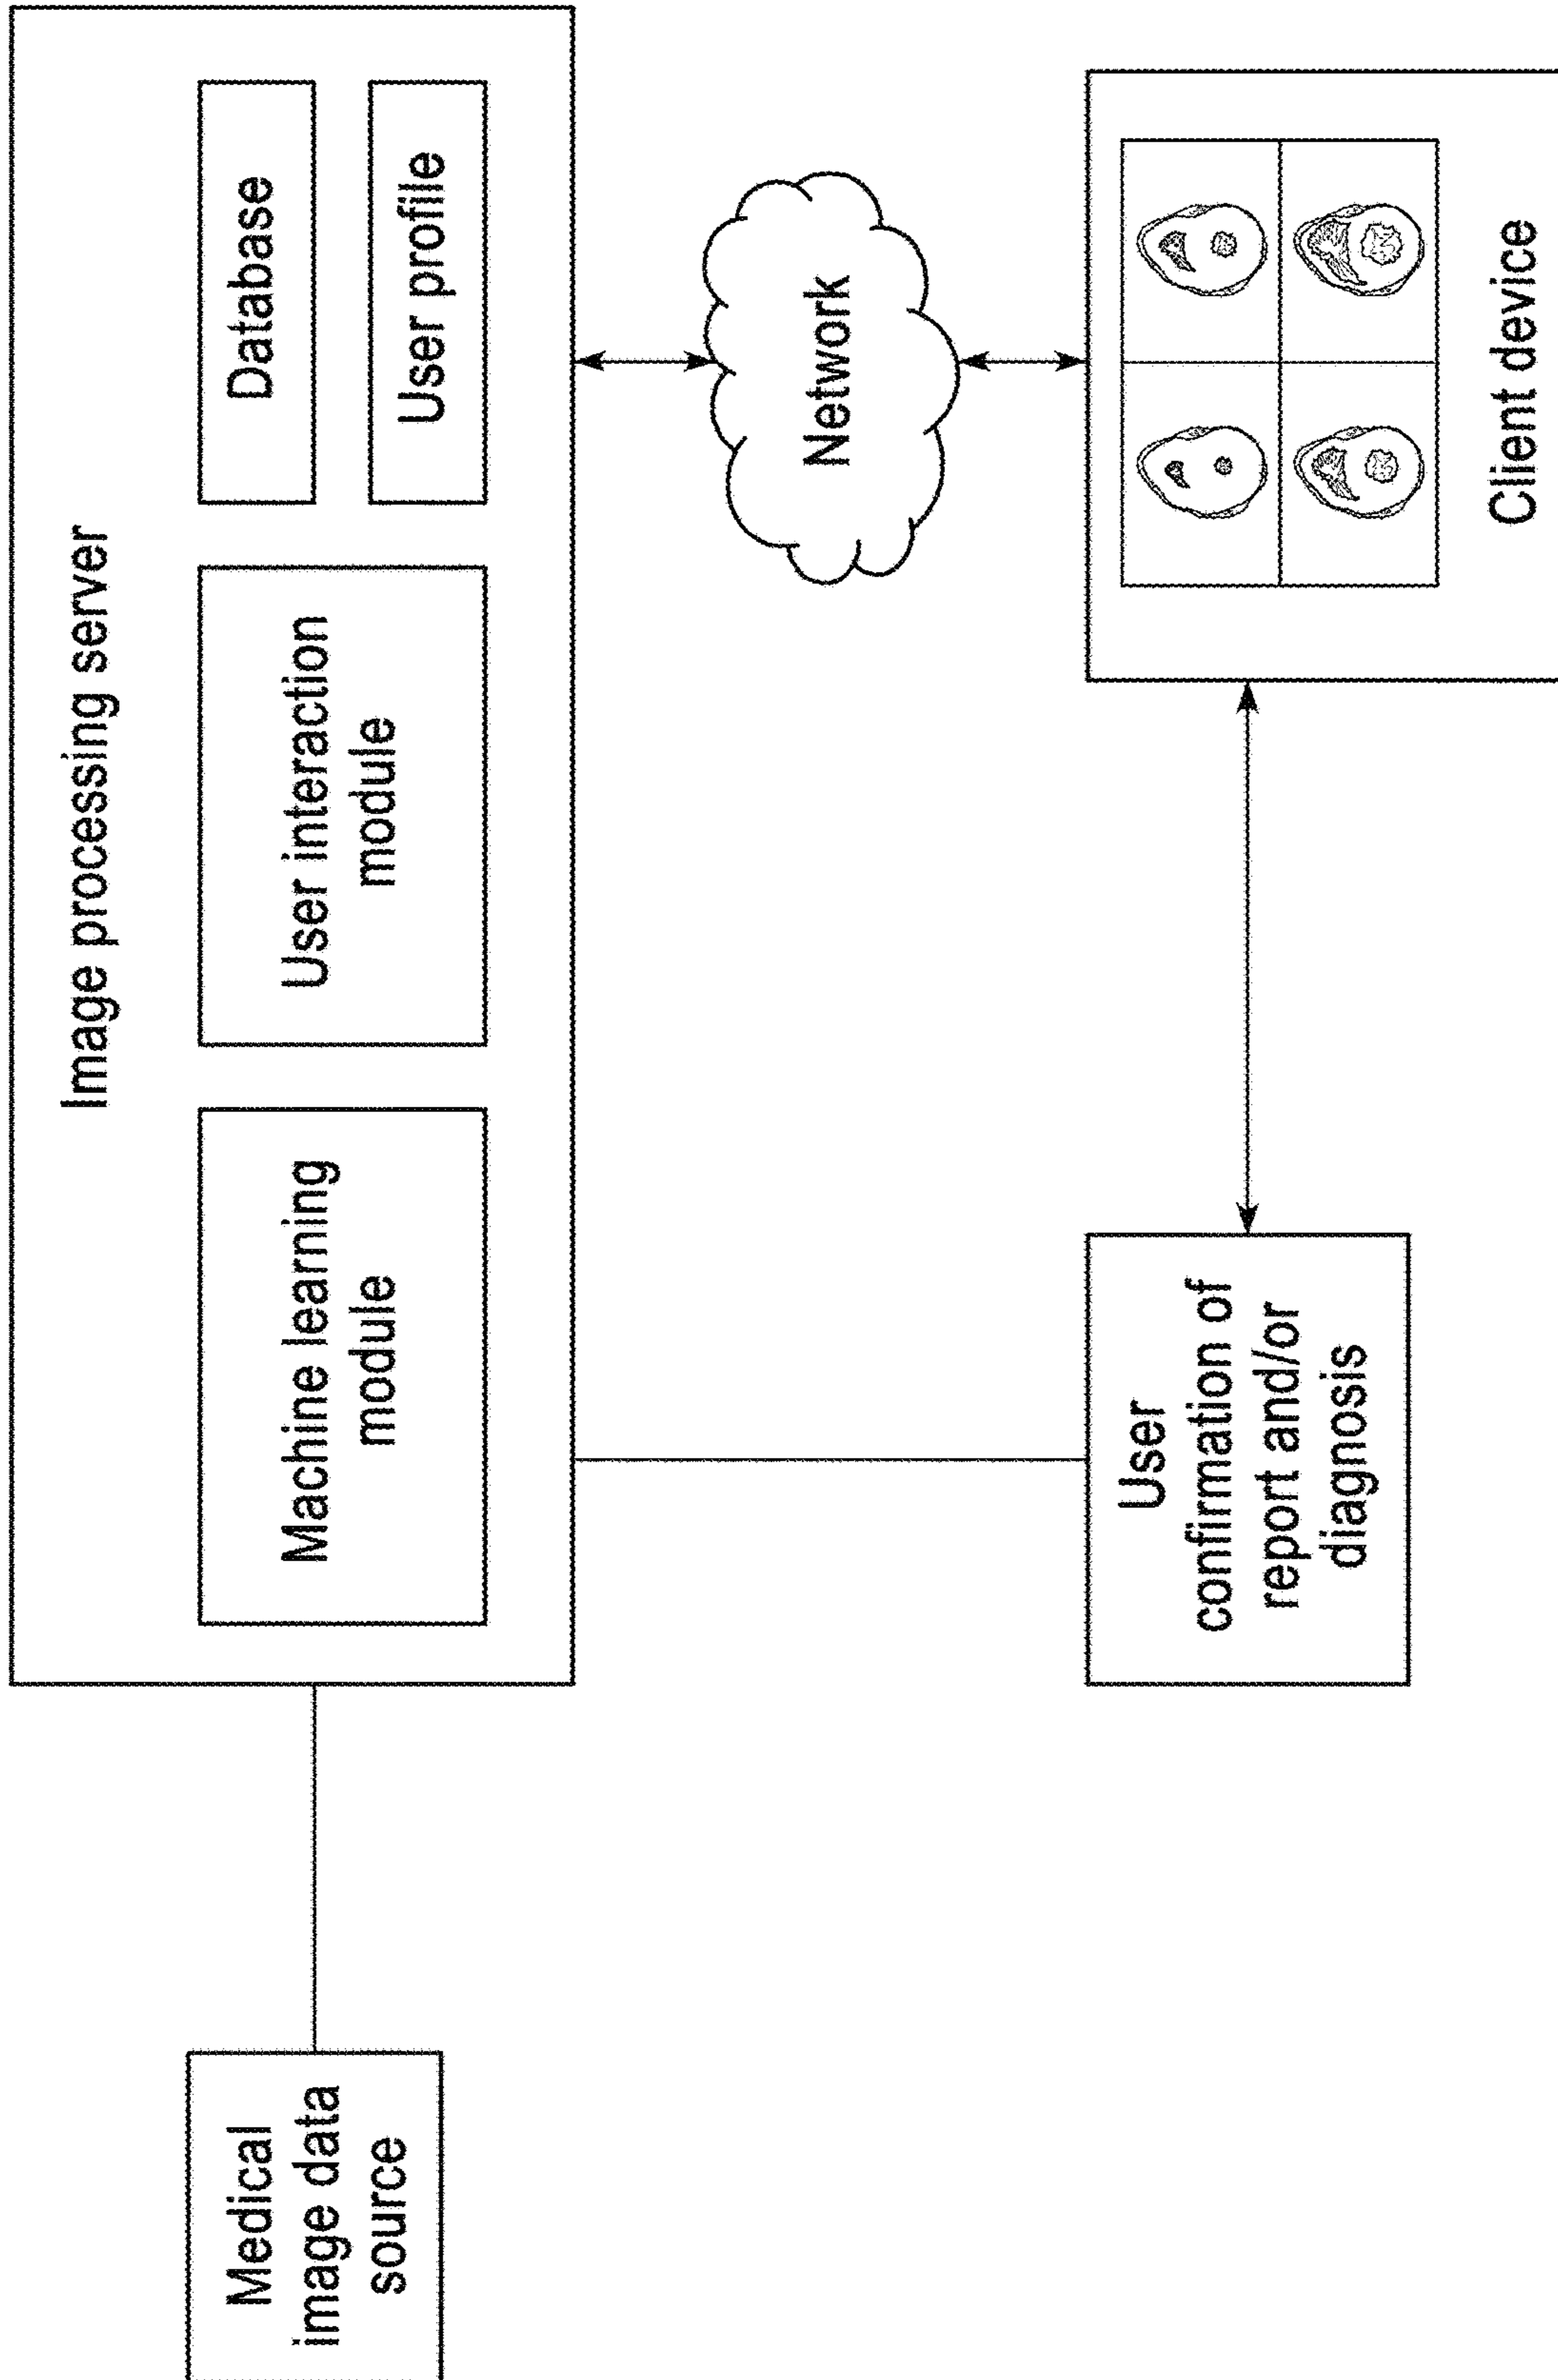 Image processing server
Medical
image data
source
Machine learning
module
User interaction
module
Database
User profile
Network
User
confirmation of
report and/or
diagnosis
Client device